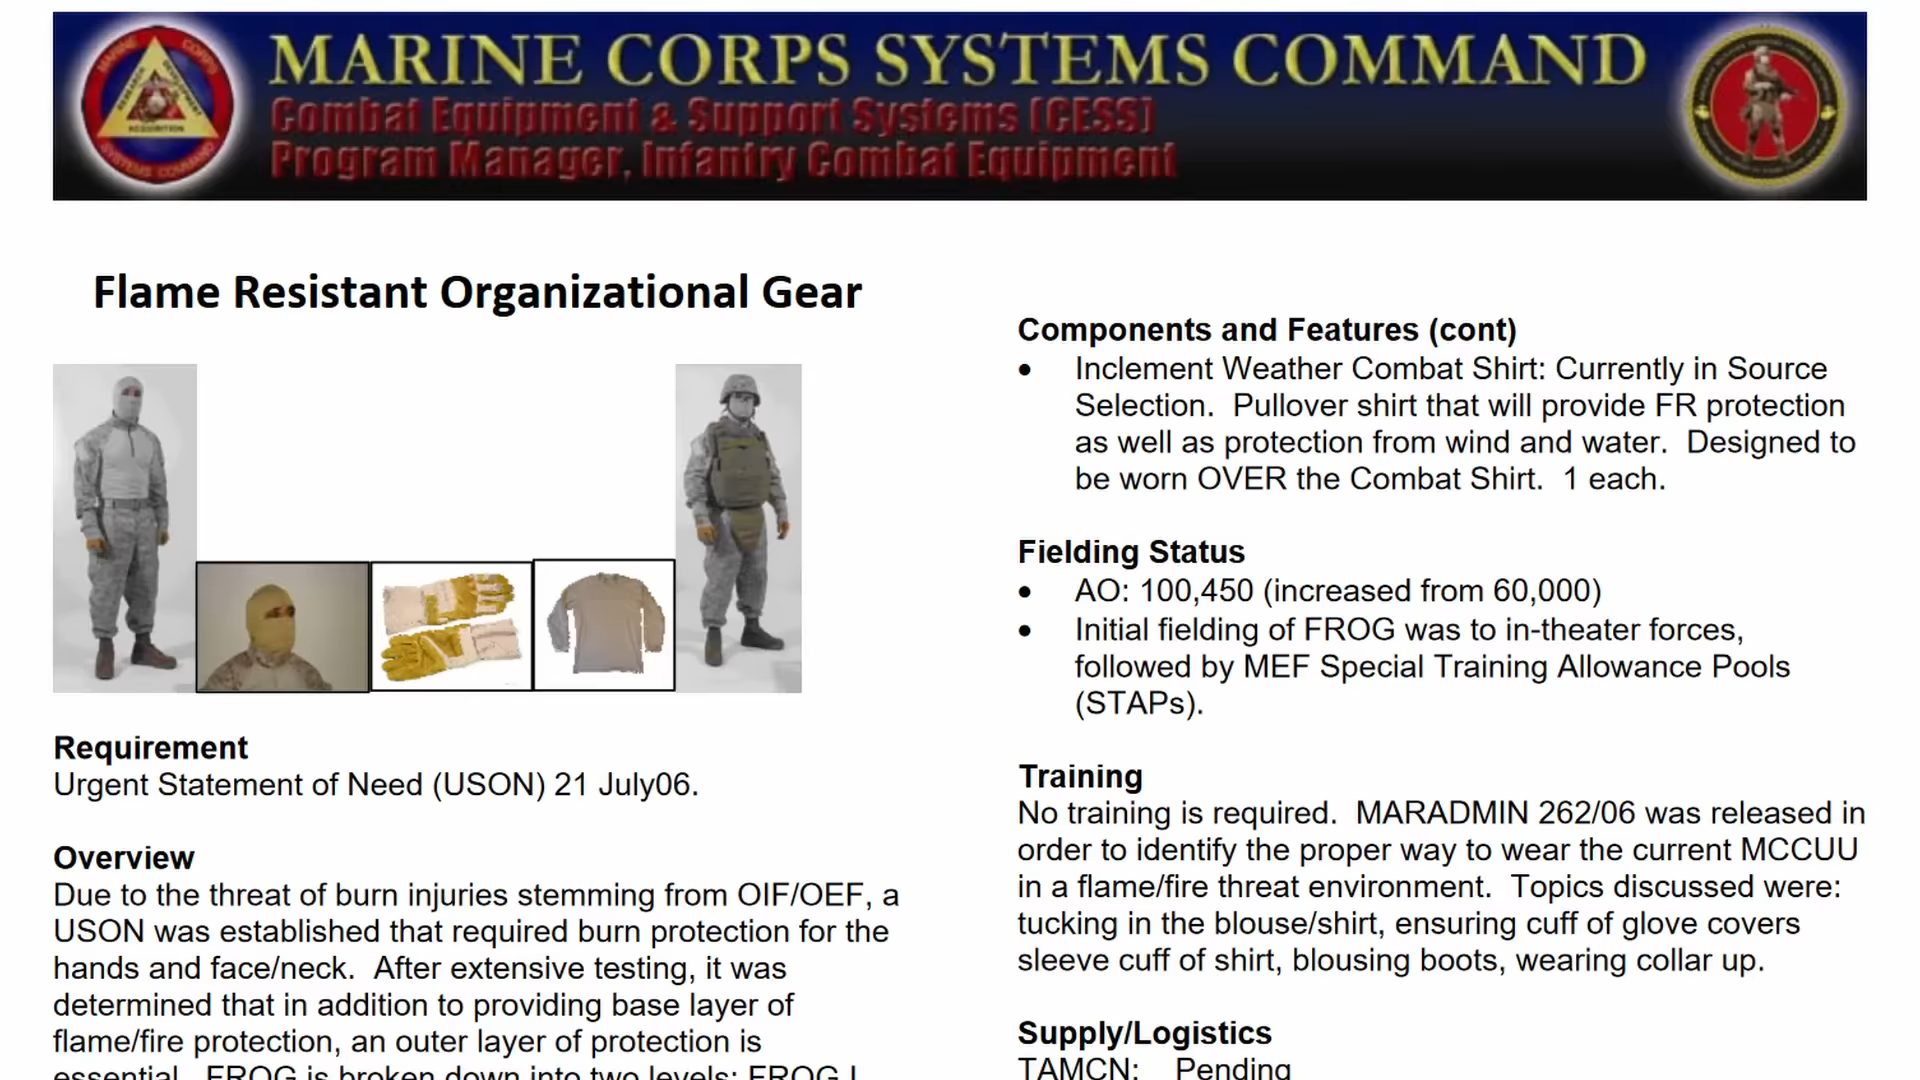 MARINE CORPS SYSTEMS COMMAND
Combat Equipment & Support Systems (CESS)
Program Manager, Infantry Combat Equipment
Flame Resistant Organizational Gear
Requirement
Urgent Statement of Need (USON) 21 July06.
Overview
Due to the threat of burn injuries stemming from OIF/OEF, a
USON was established that required burn protection for the
hands and face/neck.  After extensive testing, it was
determined that in addition to providing base layer of
flame/fire protection, an outer layer of protection is
essential.  FROG is broken down into two levels: FROG I
Components and Features (cont)
• Inclement Weather Combat Shirt: Currently in Source
Selection.  Pullover shirt that will provide FR protection
as well as protection from wind and water.  Designed to
be worn OVER the Combat Shirt.  1 each.
Fielding Status
• AO: 100,450 (increased from 60,000)
• Initial fielding of FROG was to in-theater forces,
followed by MEF Special Training Allowance Pools
(STAPs).
Training
No training is required.  MARADMIN 262/06 was released in
order to identify the proper way to wear the current MCCUU
in a flame/fire threat environment.  Topics discussed were:
tucking in the blouse/shirt, ensuring cuff of glove covers
sleeve cuff of shirt, blousing boots, wearing collar up.
Supply/Logistics
TAMCN:    Pending